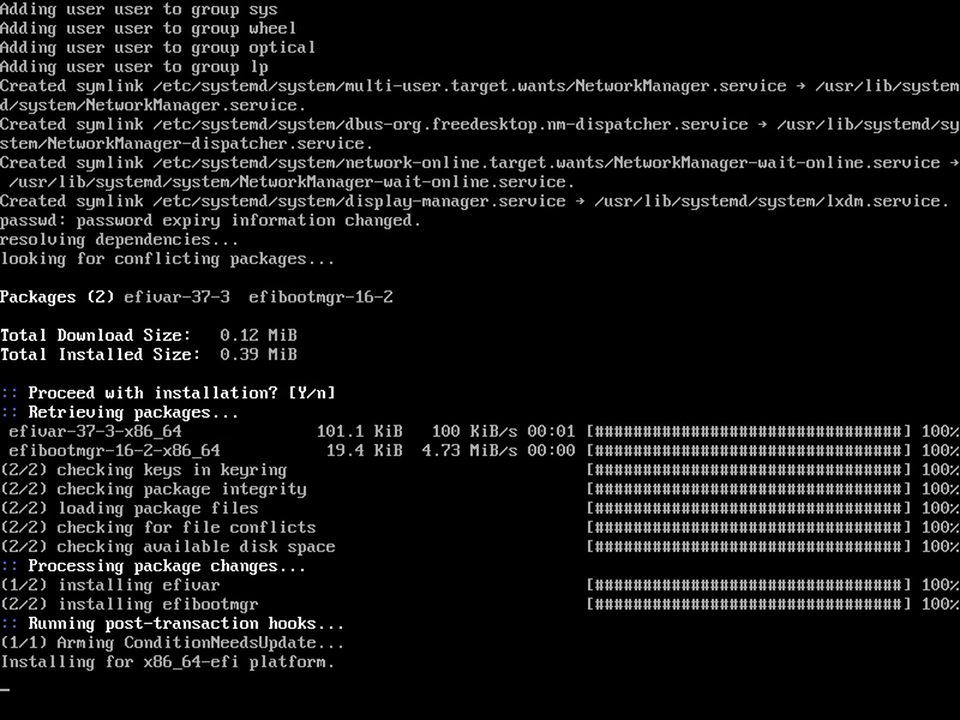 Adding user user to group sys
Adding user user to group wheel
Adding user user to group optical
Adding user user to group lp
Created symlink /etc/systemd/system/multi-user.target.wants/NetworkManager.service → /usr/lib/system
d/system/NetworkManager.service.
Created symlink /etc/systemd/system/dbus-org.freedesktop.nm-dispatcher.service → /usr/lib/systemd/sy
stem/NetworkManager-dispatcher.service.
Created symlink /etc/systemd/system/network-online.target.wants/NetworkManager-wait-online.service →
 /usr/lib/systemd/system/NetworkManager-wait-online.service.
Created symlink /etc/systemd/system/display-manager.service → /usr/lib/systemd/system/lxdm.service.
passwd: password expiry information changed.
resolving dependencies...
looking for conflicting packages...
Packages (2) efivar-37-3  efibootmgr-16-2
Total Download Size:   0.12 MiB
Total Installed Size:  0.39 MiB
:: Proceed with installation? [Y/n]
:: Retrieving packages...
 efivar-37-3-x86_64              101.1 KiB   100 KiB/s 00:01 [################################] 100%
 efibootmgr-16-2-x86_64           19.4 KiB  4.73 MiB/s 00:00 [################################] 100%
(2/2) checking keys in keyring                               [################################] 100%
(2/2) checking package integrity                             [################################] 100%
(2/2) loading package files                                  [################################] 100%
(2/2) checking for file conflicts                            [################################] 100%
(2/2) checking available disk space                          [################################] 100%
:: Processing package changes...
(1/2) installing efivar                                      [################################] 100%
(2/2) installing efibootmgr                                  [################################] 100%
:: Running post-transaction hooks...
(1/1) Arming ConditionNeedsUpdate...
Installing for x86_64-efi platform.